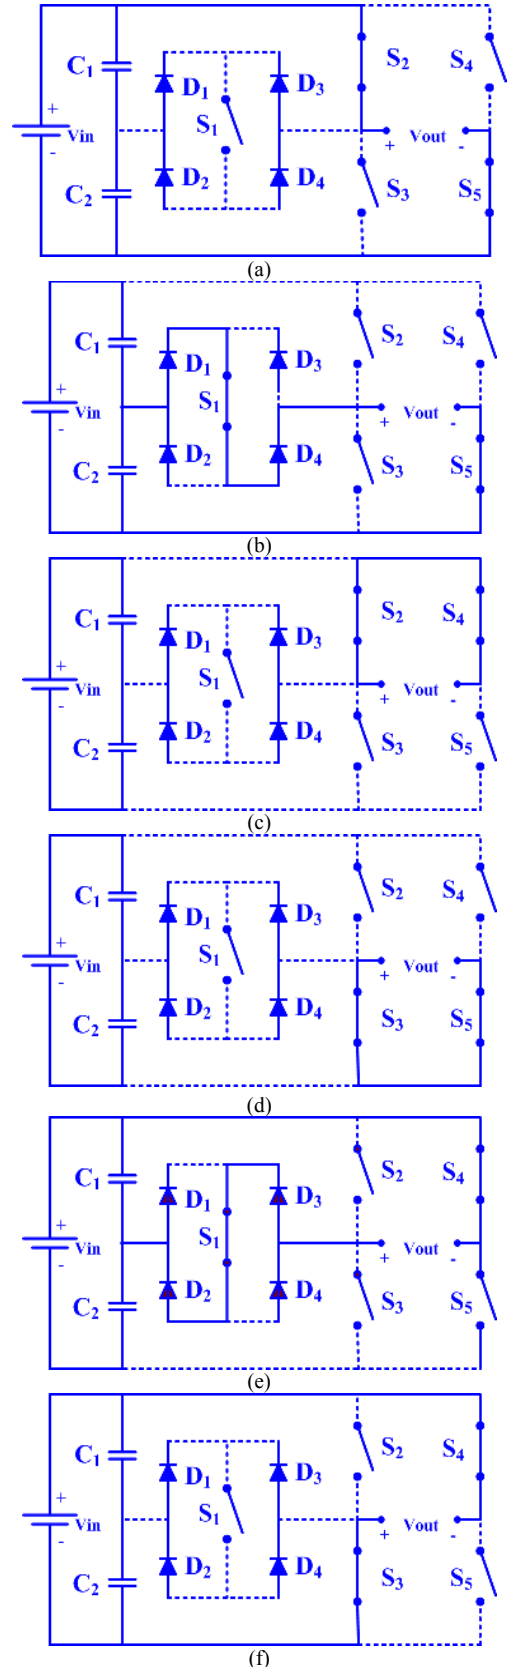 C₁ D₁ D₃ S₂ S₄
+ Vin S₁ Vout
- + -
C₂ D₂ D₄ S₃ S₅
(a)
C₁ D₁ D₃ S₂ S₄
+ Vin S₁ Vout
- + -
C₂ D₂ D₄ S₃ S₅
(b)
C₁ D₁ D₃ S₂ S₄
+ Vin S₁ Vout
- + -
C₂ D₂ D₄ S₃ S₅
(c)
C₁ D₁ D₃ S₂ S₄
+ Vin S₁ Vout
- + -
C₂ D₂ D₄ S₃ S₅
(d)
C₁ D₁ D₃ S₂ S₄
+ Vin S₁ Vout
- + -
C₂ D₂ D₄ S₃ S₅
(e)
C₁ D₁ D₃ S₂ S₄
+ Vin S₁ Vout
- + -
C₂ D₂ D₄ S₃ S₅
(f)